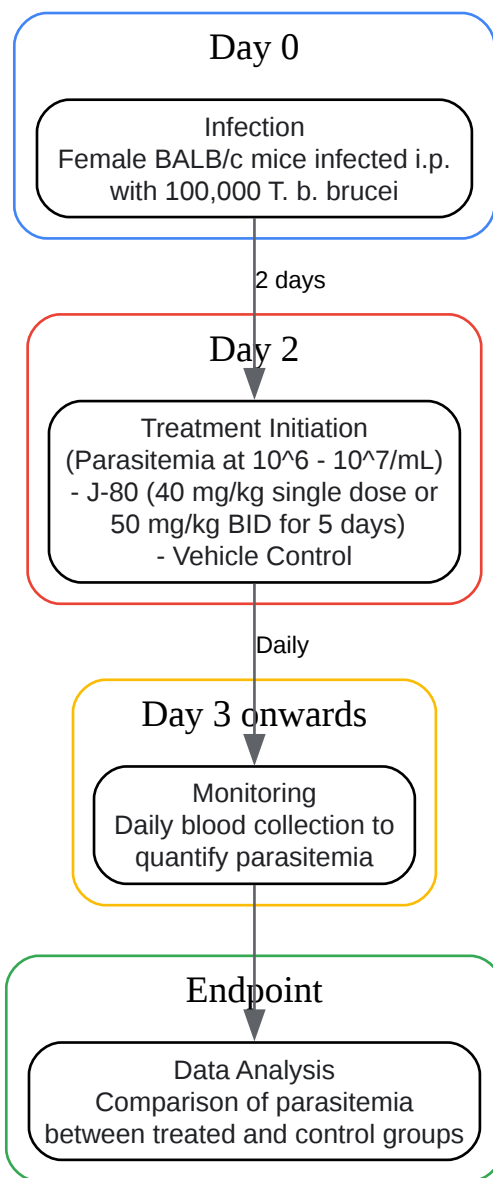 Day 0
Infection
Female BALB/c mice infected i.p.
with 100,000 T. b. brucei
2 days
Day 2
Treatment Initiation
(Parasitemia at 10^6 - 10^7/mL)
- J-80 (40 mg/kg single dose or
50 mg/kg BID for 5 days)
- Vehicle Control
Daily
Day 3 onwards
Monitoring
Daily blood collection to
quantify parasitemia
Endpoint
Data Analysis
Comparison of parasitemia
between treated and control groups